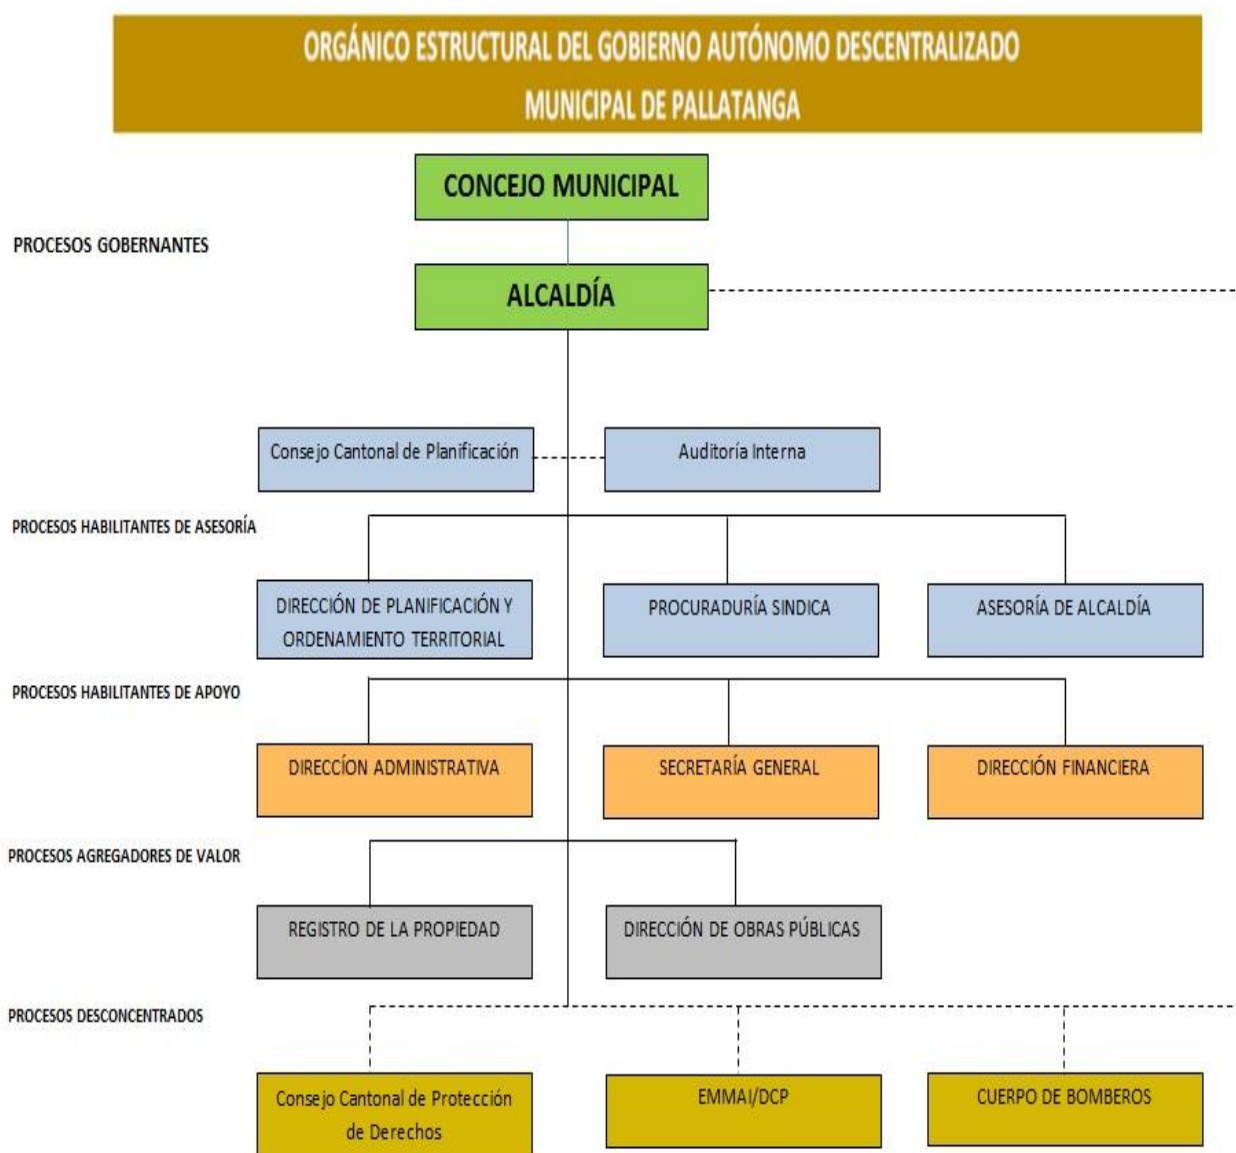 ORGÁNICO ESTRUCTURAL DEL GOBIERNO AUTÓNOMO DESCENTRALIZADO
MUNICIPAL DE PALLATANGA
CONCEJO MUNICIPAL
PROCESOS GOBERNANTES
ALCALDÍA
Consejo Cantonal de Planificación
Auditoría Interna
PROCESOS HABILITANTES DE ASESORÍA
DIRECCIÓN DE PLANIFICACIÓN Y
ORDENAMIENTO TERRITORIAL
PROCURADURÍA SINDICA
ASESORÍA DE ALCALDÍA
PROCESOS HABILITANTES DE APOYO
DIRECCÍON ADMINISTRATIVA
SECRETARÍA GENERAL
DIRECCIÓN FINANCIERA
PROCESOS AGREGADORES DE VALOR
REGISTRO DE LA PROPIEDAD
DIRECCIÓN DE OBRAS PÚBLICAS
PROCESOS DESCONCENTRADOS
Consejo Cantonal de Protección
de Derechos
EMMAI/DCP
CUERPO DE BOMBEROS